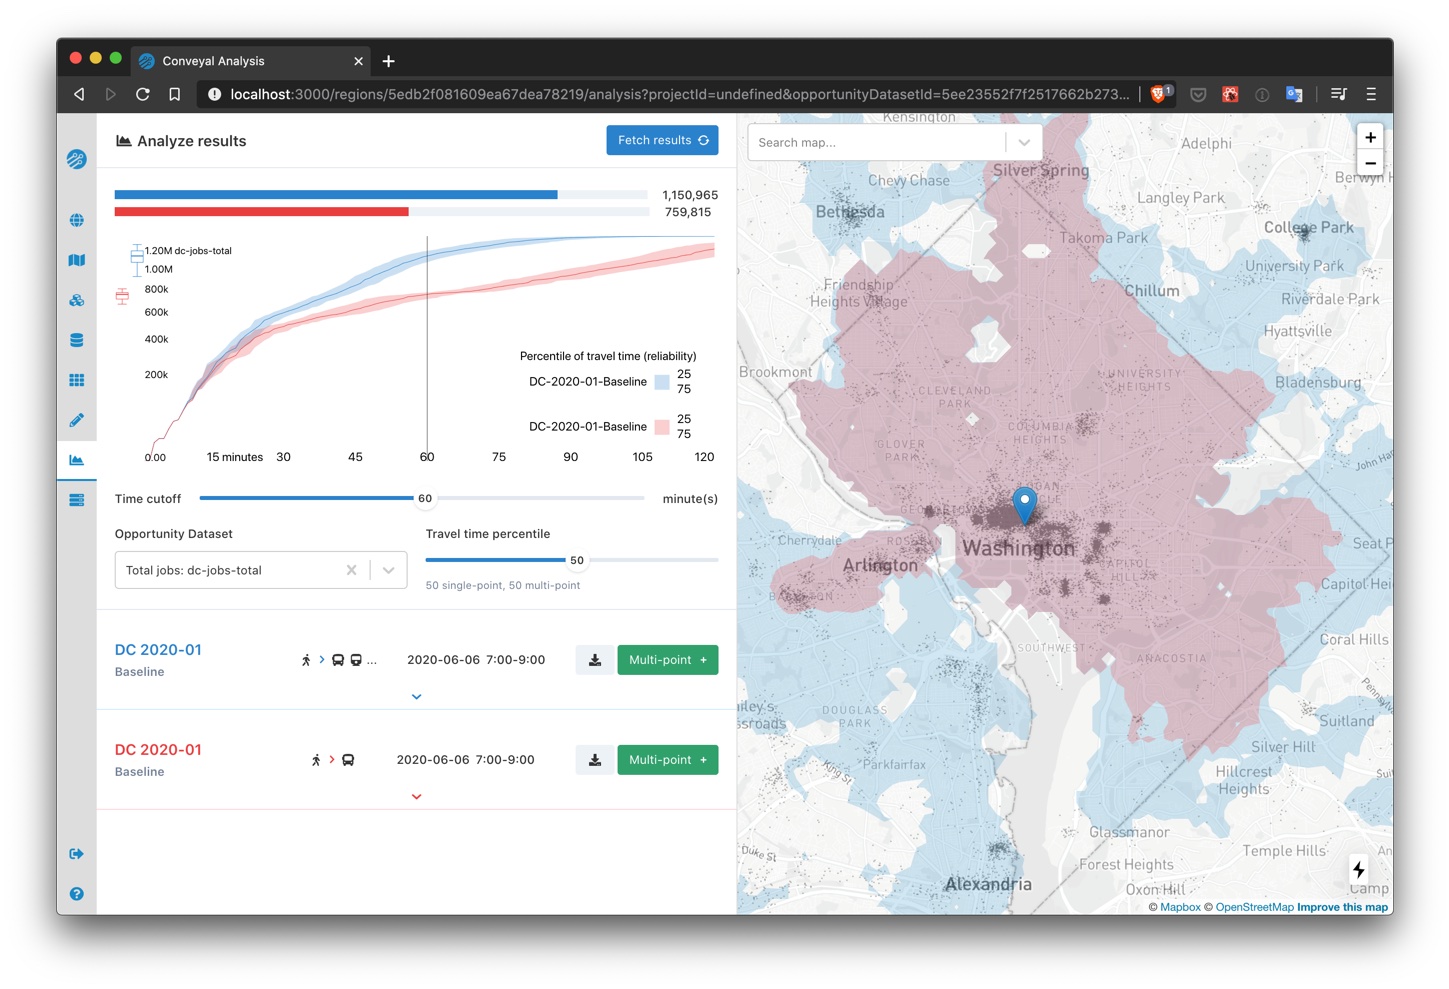 Conveyal Analysis
localhost:3000/regions/5edb2f081609ea67dea78219/analysis?projectId=undefined&opportunityDatasetId=5ee23552f7f2517662b273...
1
Analyze results
Fetch results
1,150,965
759,815
1.20M dc-jobs-total
1.00M
800k
600k
400k
200k
0.00
Percentile of travel time (reliability)
DC-2020-01-Baseline
25
75
DC-2020-01-Baseline
25
75
15 minutes 30 45 60 75 90 105 120
Time cutoff
60
minute(s)
Opportunity Dataset
Travel time percentile
Total jobs: dc-jobs-total
50
50 single-point, 50 multi-point
DC 2020-01
Baseline
...
2020-06-06 7:00-9:00
Multi-point +
DC 2020-01
Baseline
2020-06-06 7:00-9:00
Multi-point +
Search map...
+
−
Kensington
Adelphi
Silver Spring
Chevy Chase
Langley Park
Bethesda
College Park
Takoma Park
University Park
Friendship
Heights Village
Chillum
Riverdale Park
Hyattsville
Brookmont
UNIVERSITY
HEIGHTS
Bladensburg
CLEVELAND
PARK
COLUMBIA
HEIGHTS
GLOVER
PARK
Cherrydale
Washington
Arlington
Seat P
Capitol Hei
Coral Hills
SOUTHWEST
ANACOSTIA
DOUGLASS
PARK
iley's
ssroads
Suitland
Silver Hill
Parkfairfax
King St
Hillcrest
Heights
Glassmanor
Temple Hills
Duke St
Forest Heights
Alexandria
Oxon Hill
Camp
© Mapbox © OpenStreetMap Improve this map